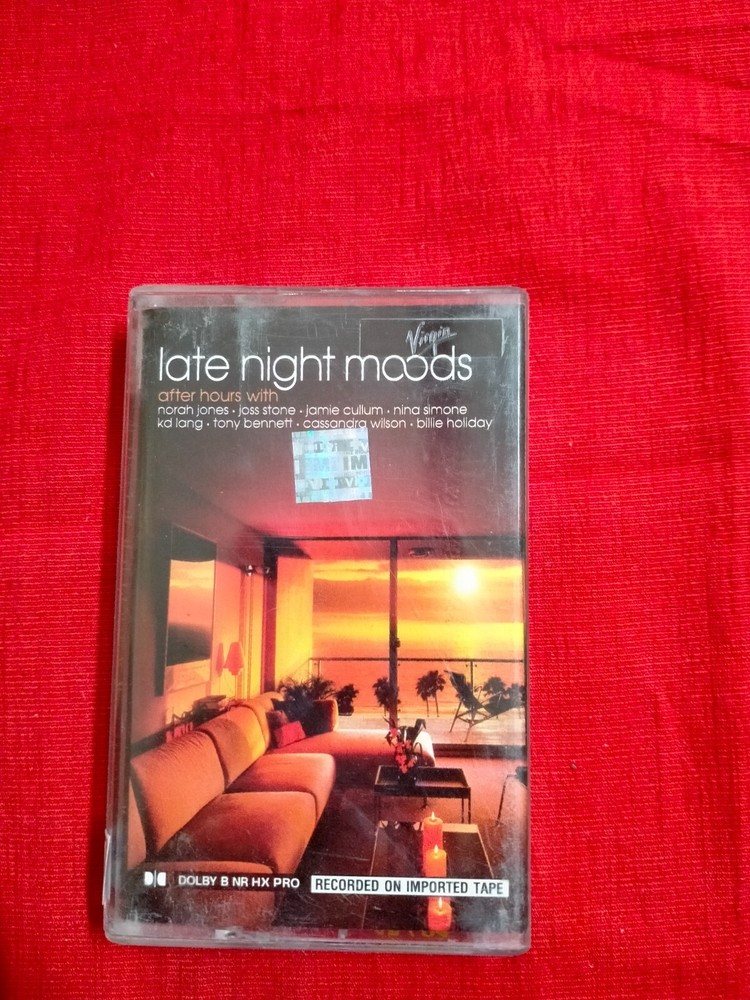 Virgin
late night moods
after hours with
norah jones • joss stone • jamie cullum • nina simone
kd lang • tony bennett • cassandra wilson • billie holiday
DOLBY B NR HX PRO
RECORDED ON IMPORTED TAPE